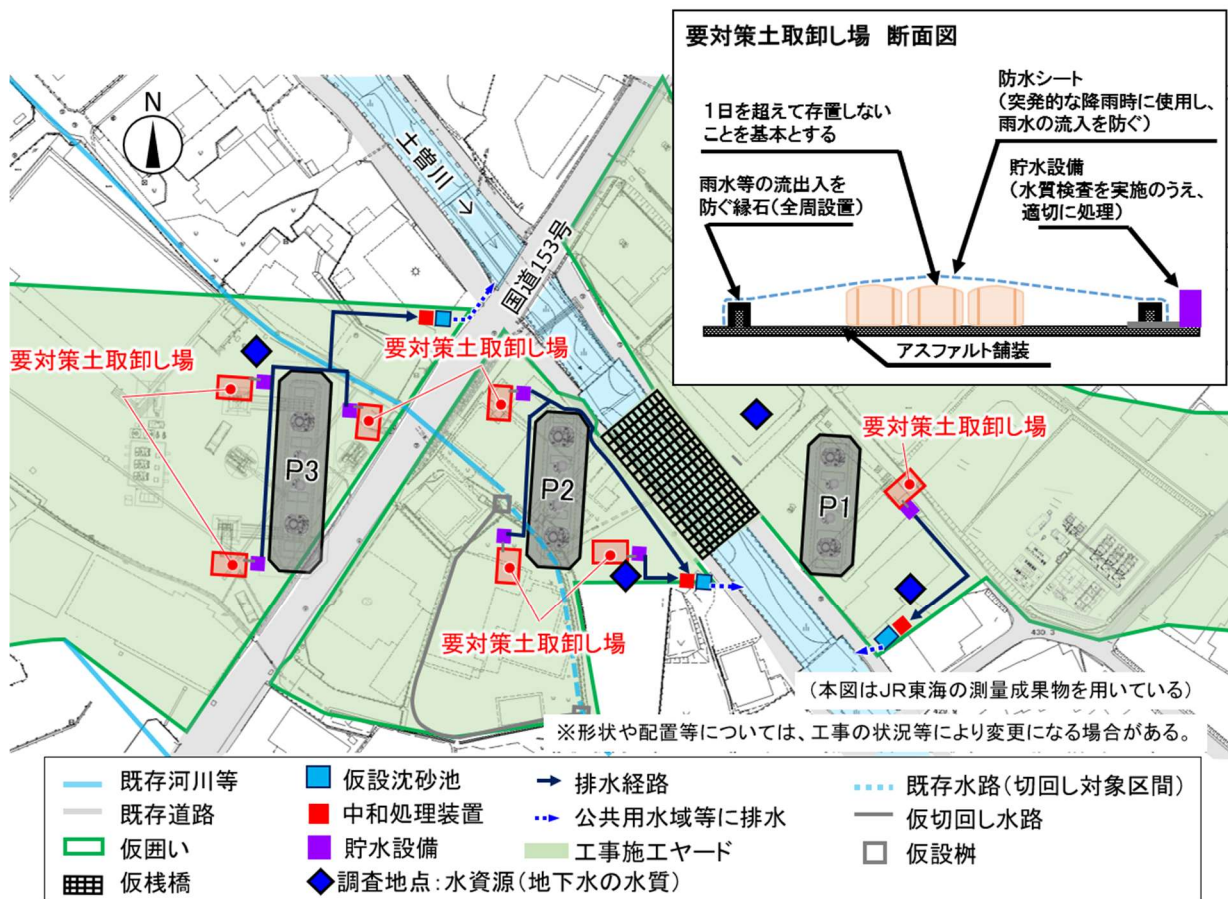 要対策土取卸し場 断面図
1日を超えて存置しない
ことを基本とする
防水シート
(突発的な降雨時に使用し、
雨水の流入を防ぐ)
雨水等の流出入を
防ぐ縁石(全周設置)
貯水設備
(水質検査を実施のうえ、
適切に処理)
アスファルト舗装
N
土曽川
国道153号
要対策土取卸し場
要対策土取卸し場
要対策土取卸し場
要対策土取卸し場
P3
P2
P1
(本図はJR東海の測量成果物を用いている)
※形状や配置等については、工事の状況等により変更になる場合がある。
既存河川等
既存道路
仮囲い
仮桟橋
仮設沈砂池
中和処理装置
貯水設備
調査地点:水資源(地下水の水質)
排水経路
公共用水域等に排水
工事施工ヤード
既存水路(切回し対象区間)
仮切回し水路
仮設桝